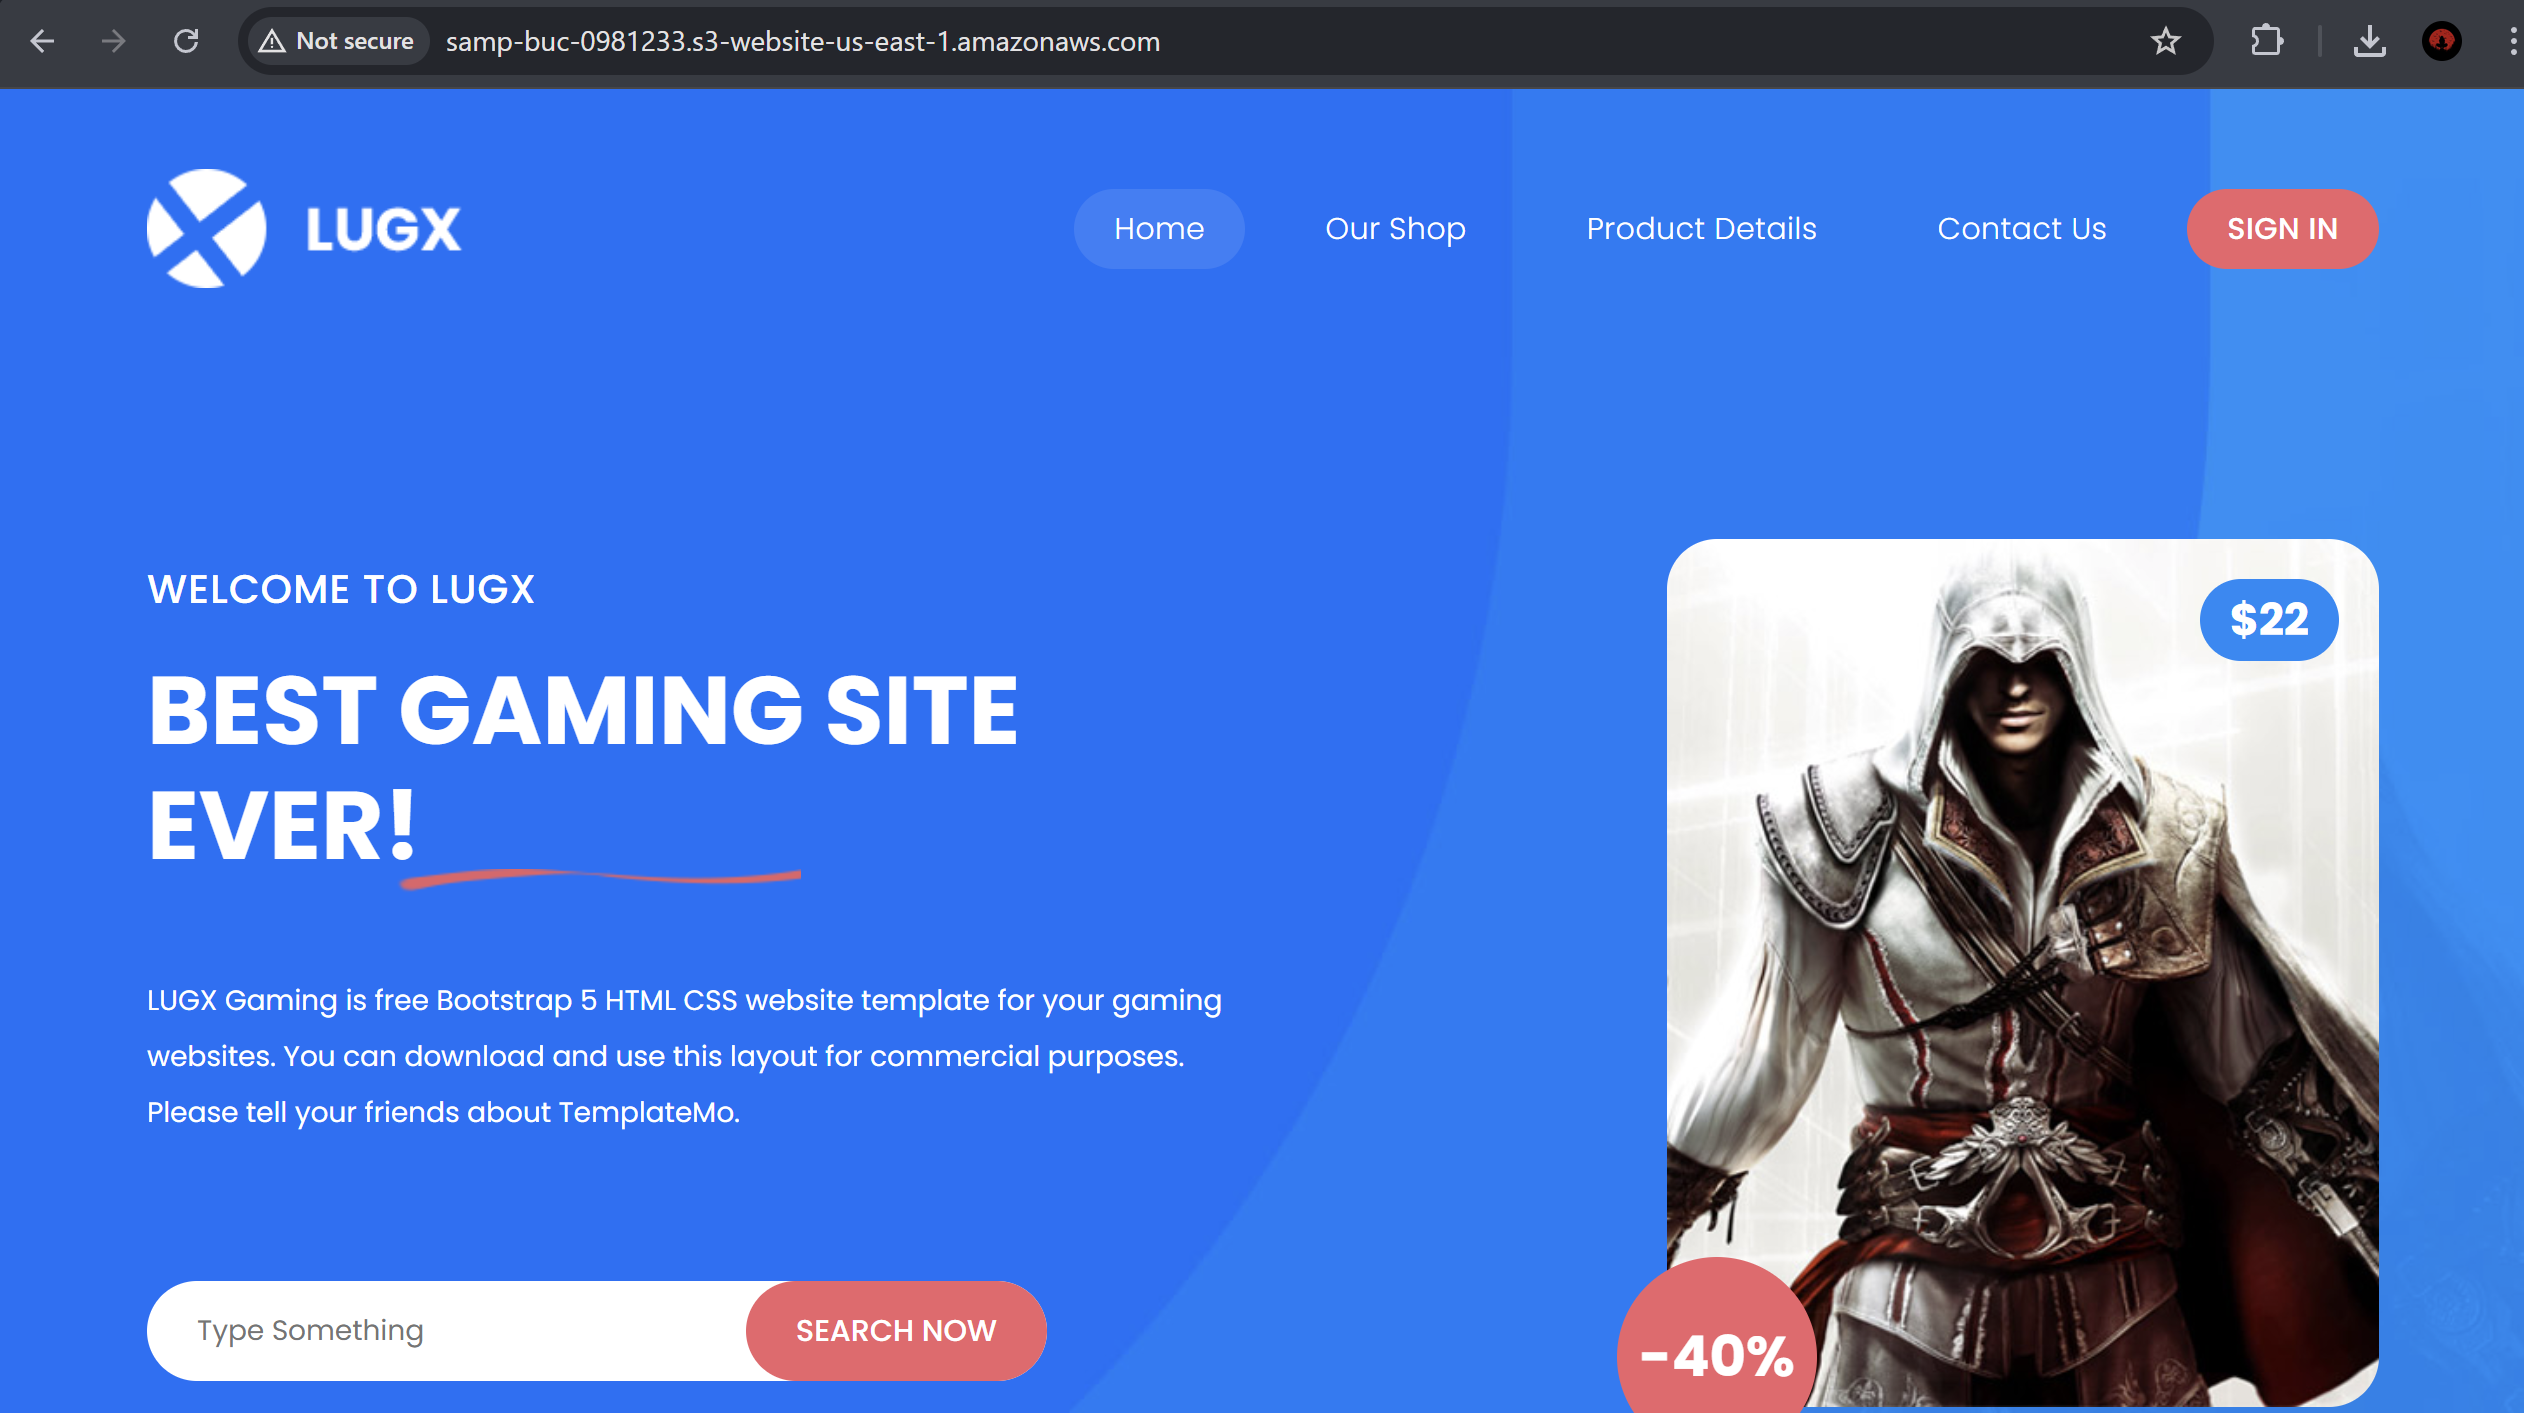 Not secure
samp-buc-0981233.s3-website-us-east-1.amazonaws.com
LUGX
Home
Our Shop
Product Details
Contact Us
SIGN IN
WELCOME TO LUGX
BEST GAMING SITE
EVER!
LUGX Gaming is free Bootstrap 5 HTML CSS website template for your gaming
websites. You can download and use this layout for commercial purposes.
Please tell your friends about TemplateMo.
Type Something
SEARCH NOW
$22
-40%